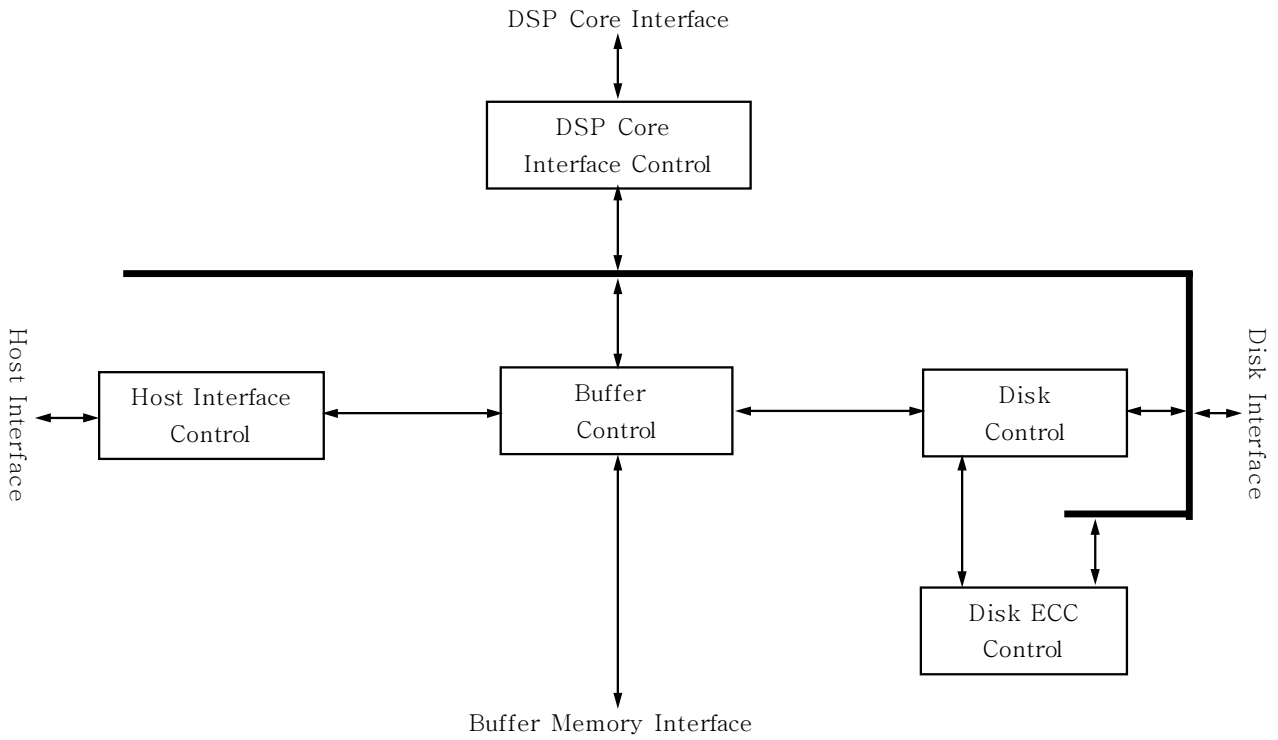 DSP Core Interface
DSP Core
Interface Control
Host Interface
Host Interface
Control
Buffer
Control
Disk
Control
Disk Interface
Disk ECC
Control
Buffer Memory Interface